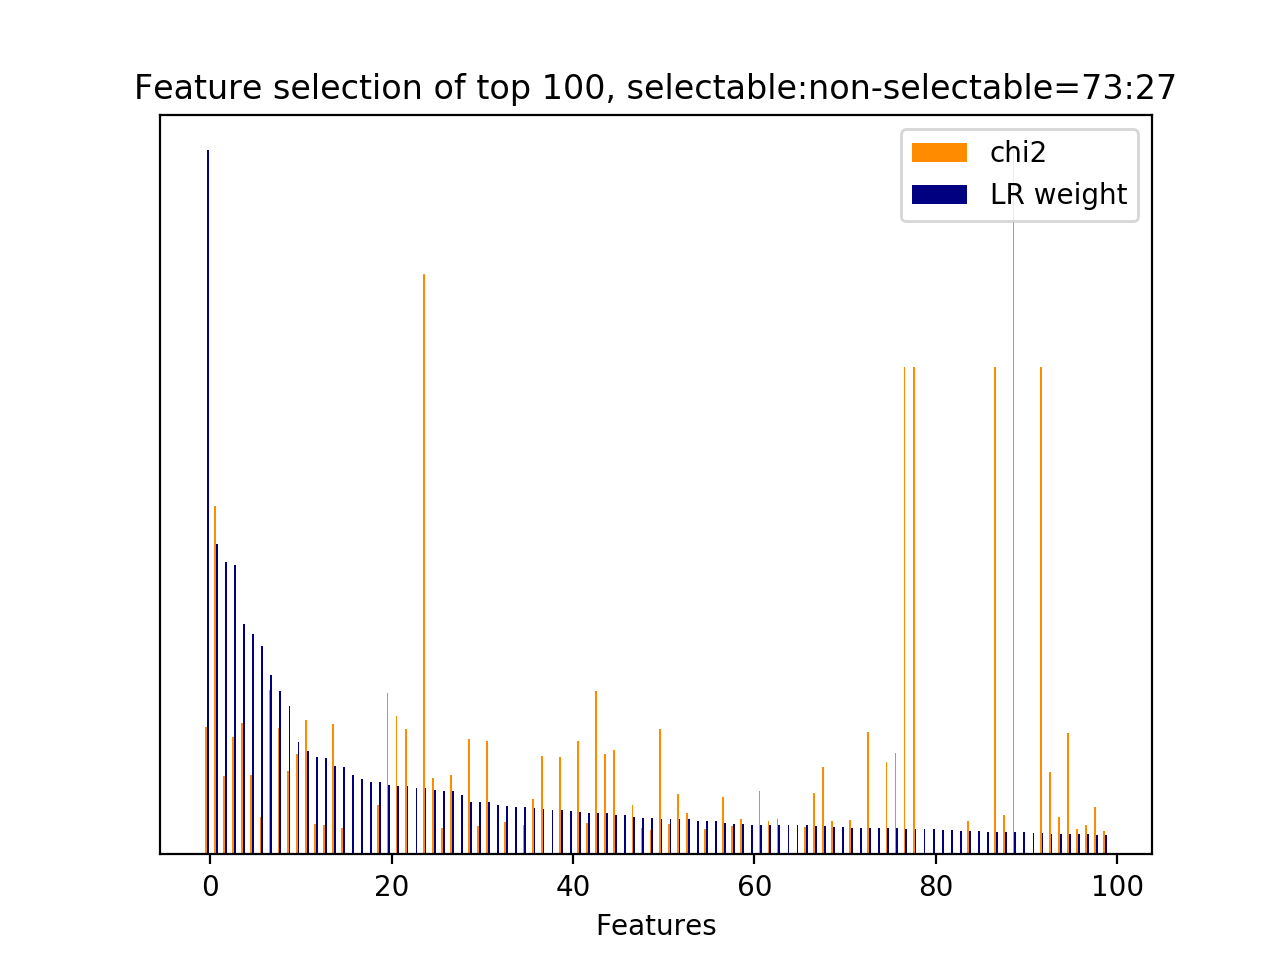 Feature selection of top 100, selectable:non-selectable=73:27
chi2
LR weight
0 20 40 60 80 100
Features